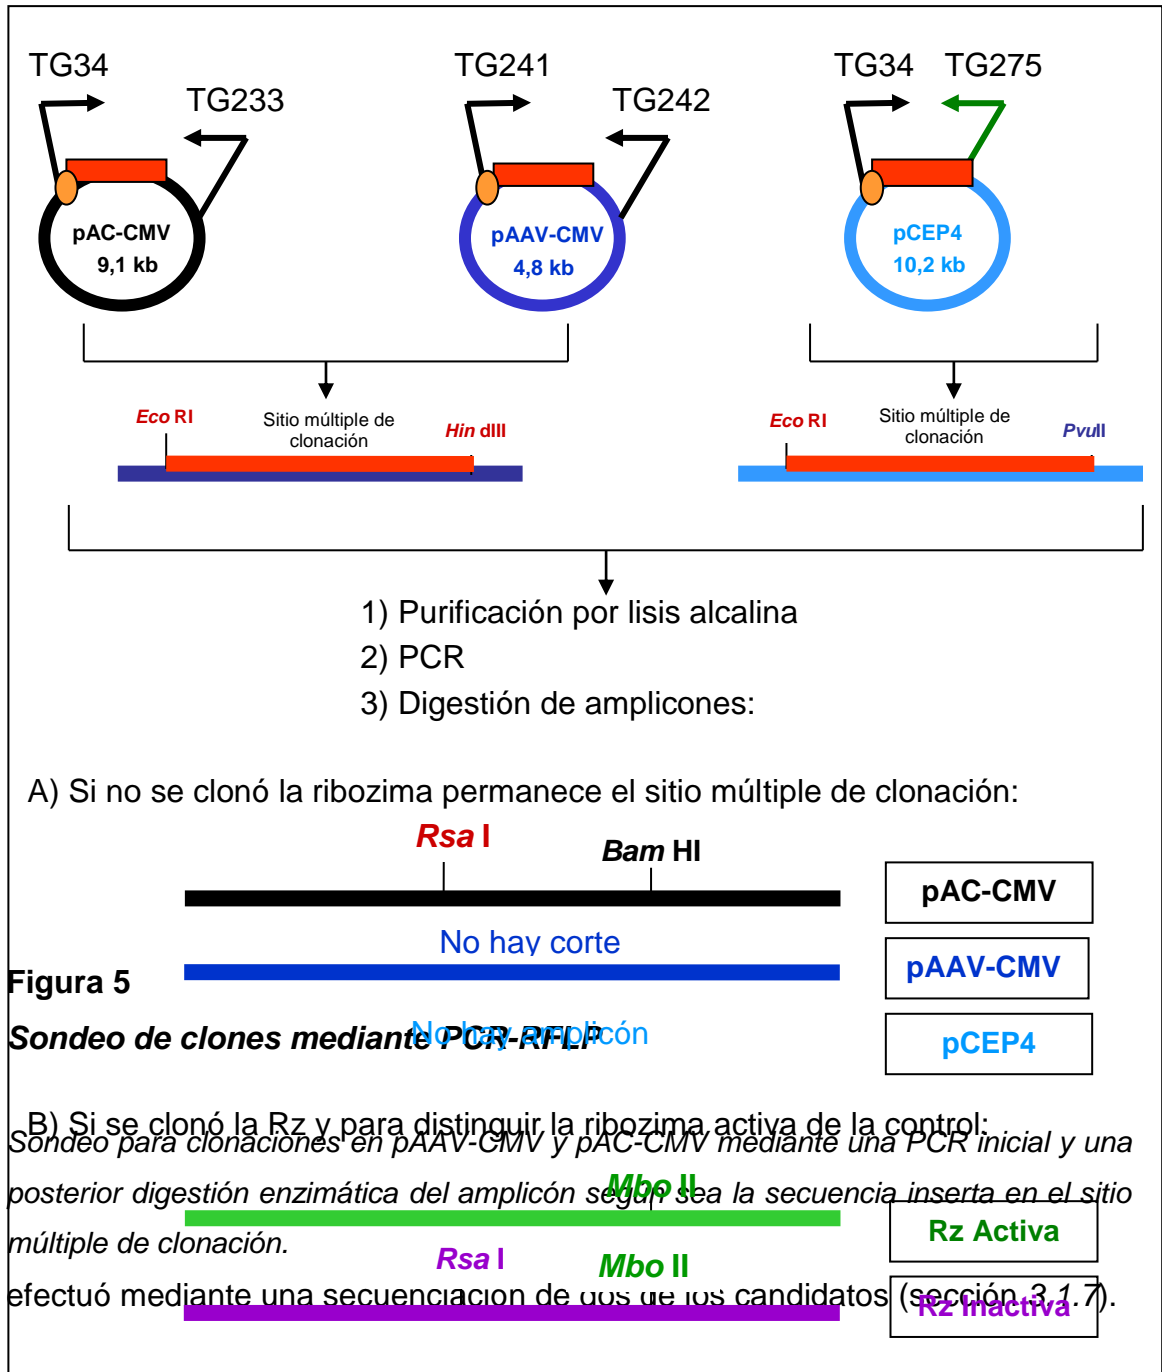 TG34
TG233
TG241
TG242
TG34
TG275
pAC-CMV
9,1 kb
pAAV-CMV
4,8 kb
pCEP4
10,2 kb
Eco RI
Sitio múltiple de
clonación
Hin dIII
Eco RI
Sitio múltiple de
clonación
PvuII
1) Purificación por lisis alcalina
2) PCR
3) Digestión de amplicones:
A) Si no se clonó la ribozima permanece el sitio múltiple de clonación:
Rsa I
Bam HI
pAC-CMV
No hay corte
pAAV-CMV
Figura 5
Sondeo de clones mediante PCR-RFLP
No hay amplicón
pCEP4
B) Si se clonó la Rz y para distinguir la ribozima activa de la control:
Sondeo para clonaciones en pAAV-CMV y pAC-CMV mediante una PCR inicial y una
posterior digestión enzimática del amplicón según sea la secuencia inserta en el sitio
múltiple de clonación.
Mbo II
Rz Activa
Rsa I
Mbo II
efectuó mediante una secuenciación de dos de los candidatos (sección 3.1.7).
Rz Inactiva